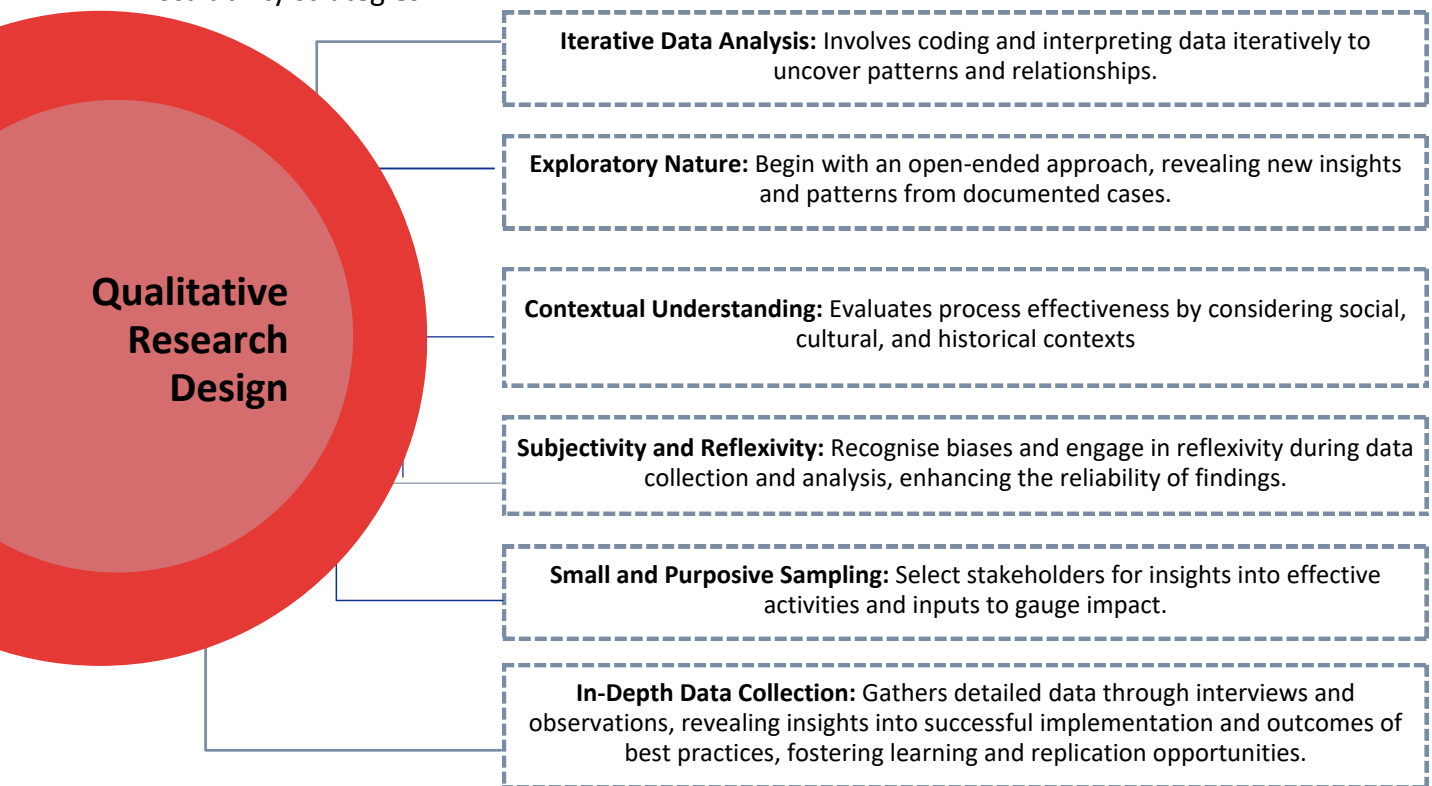 Iterative Data Analysis: Involves coding and interpreting data iteratively to
uncover patterns and relationships.
Exploratory Nature: Begin with an open-ended approach, revealing new insights
and patterns from documented cases.
Contextual Understanding: Evaluates process effectiveness by considering social,
cultural, and historical contexts
Qualitative
Research
Design
Subjectivity and Reflexivity: Recognise biases and engage in reflexivity during data
collection and analysis, enhancing the reliability of findings.
Small and Purposive Sampling: Select stakeholders for insights into effective
activities and inputs to gauge impact.
In-Depth Data Collection: Gathers detailed data through interviews and
observations, revealing insights into successful implementation and outcomes of
best practices, fostering learning and replication opportunities.